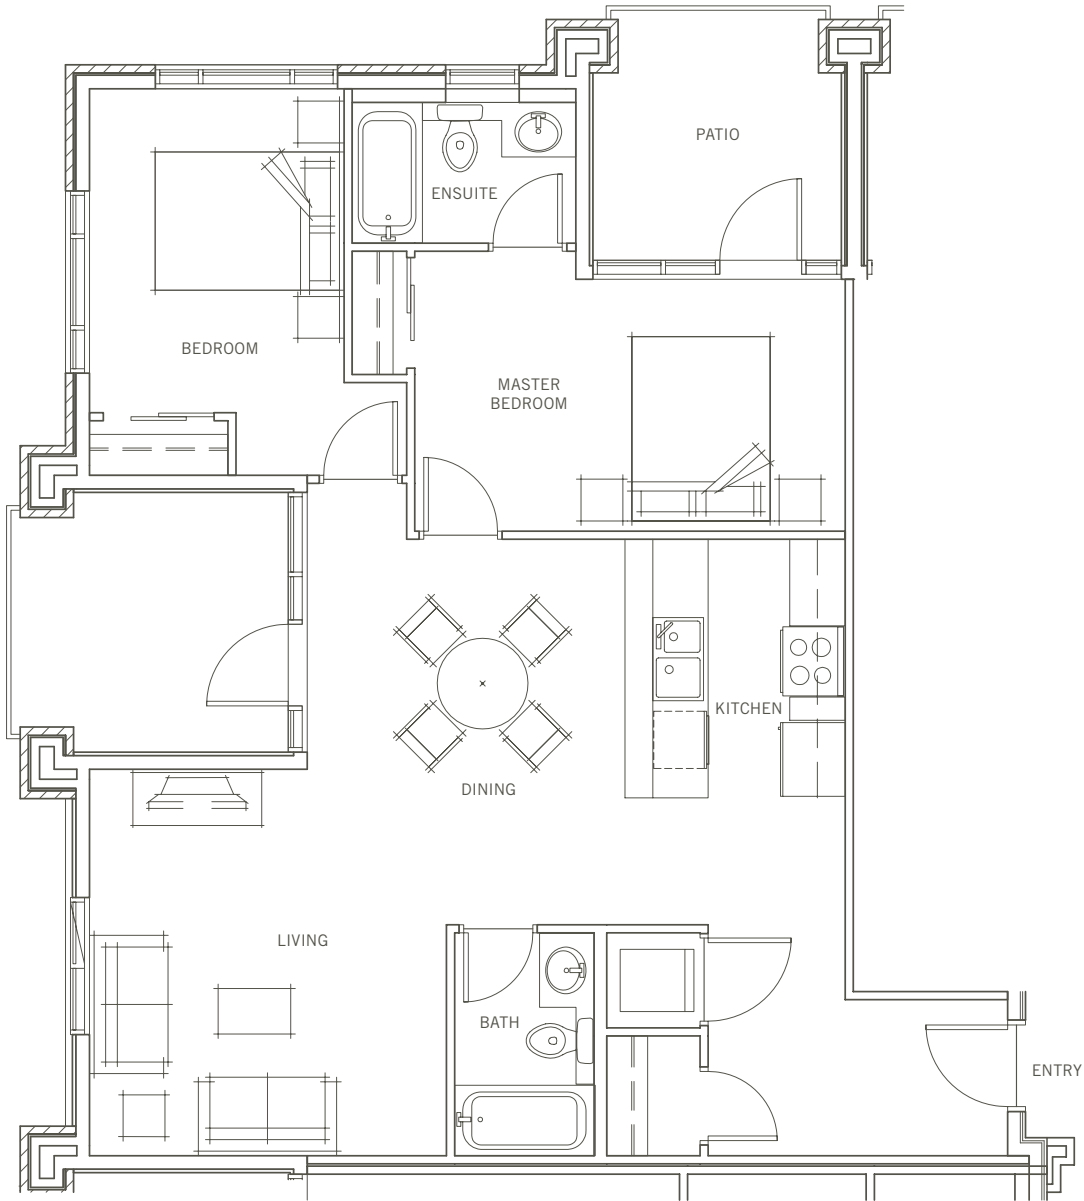 PATIO
ENSUITE
BEDROOM
MASTER
BEDROOM
KITCHEN
DINING
LIVING
BATH
ENTRY